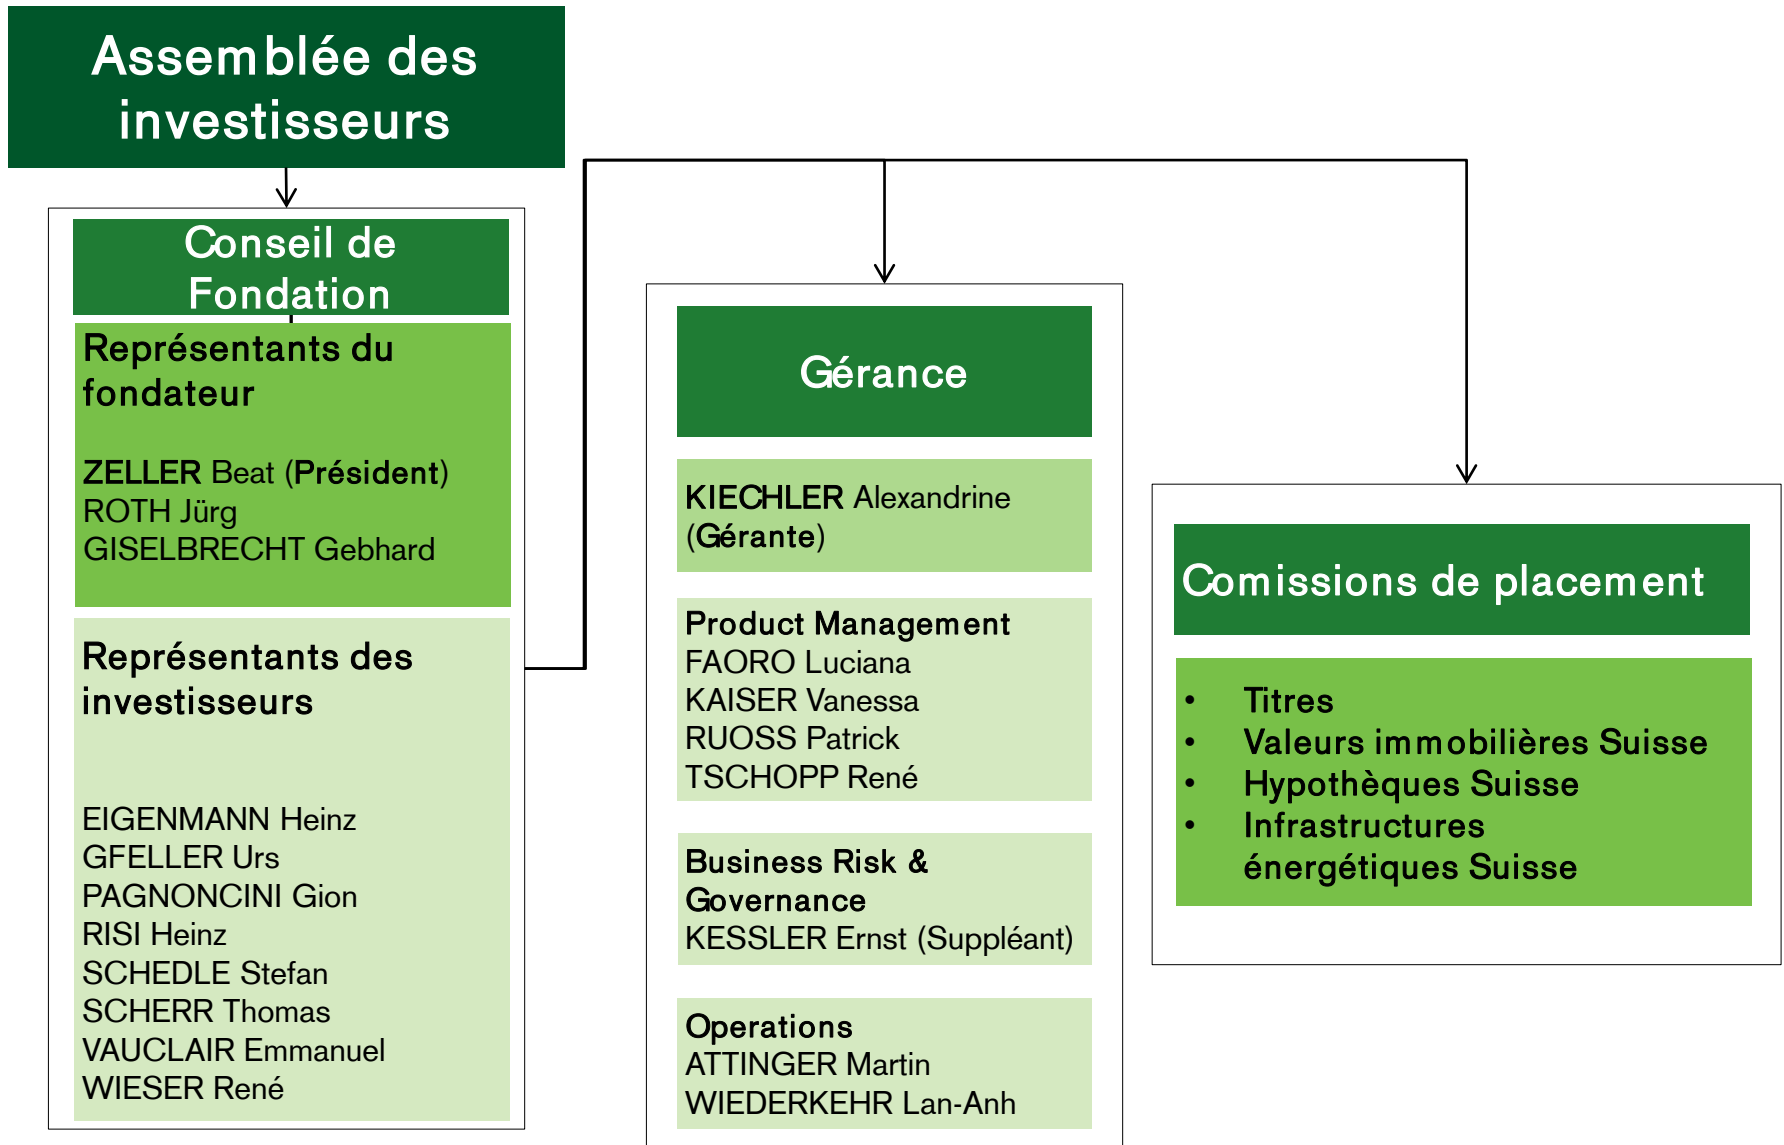 Assemblée des
investisseurs
Conseil de
Fondation
Représentants du
fondateur
ZELLER Beat (Président)
ROTH Jürg
GISELBRECHT Gebhard
Représentants des
investisseurs
EIGENMANN Heinz
GFELLER Urs
PAGNONCINI Gion
RISI Heinz
SCHEDLE Stefan
SCHERR Thomas
VAUCLAIR Emmanuel
WIESER René
Gérance
KIECHLER Alexandrine
(Gérante)
Product Management
FAORO Luciana
KAISER Vanessa
RUOSS Patrick
TSCHOPP René
Business Risk &
Governance
KESSLER Ernst (Suppléant)
Operations
ATTINGER Martin
WIEDERKEHR Lan-Anh
Comissions de placement
• Titres
• Valeurs immobilières Suisse
• Hypothèques Suisse
• Infrastructures
énergétiques Suisse